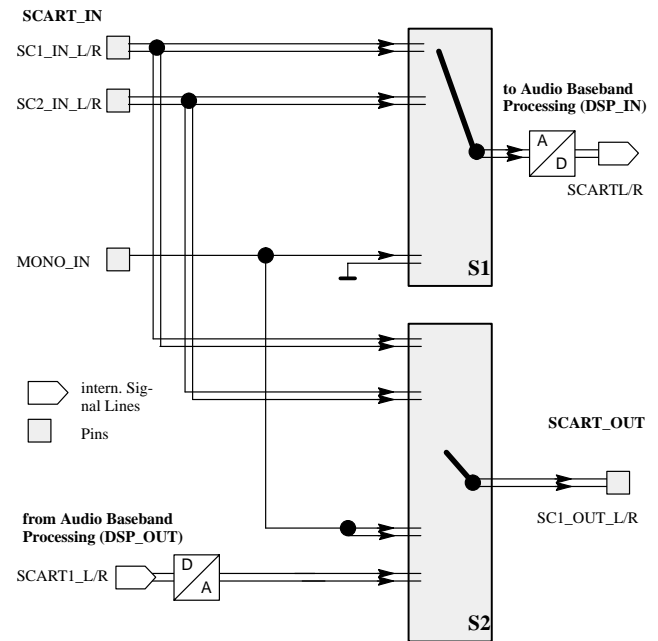 SCART_IN
SC1_IN_L/R
SC2_IN_L/R
to Audio Baseband
Processing (DSP_IN)
A
D
SCARTL/R
MONO_IN
S1
intern. Sig-
nal Lines
Pins
SCART_OUT
SC1_OUT_L/R
from Audio Baseband
Processing (DSP_OUT)
SCART1_L/R
D
A
S2